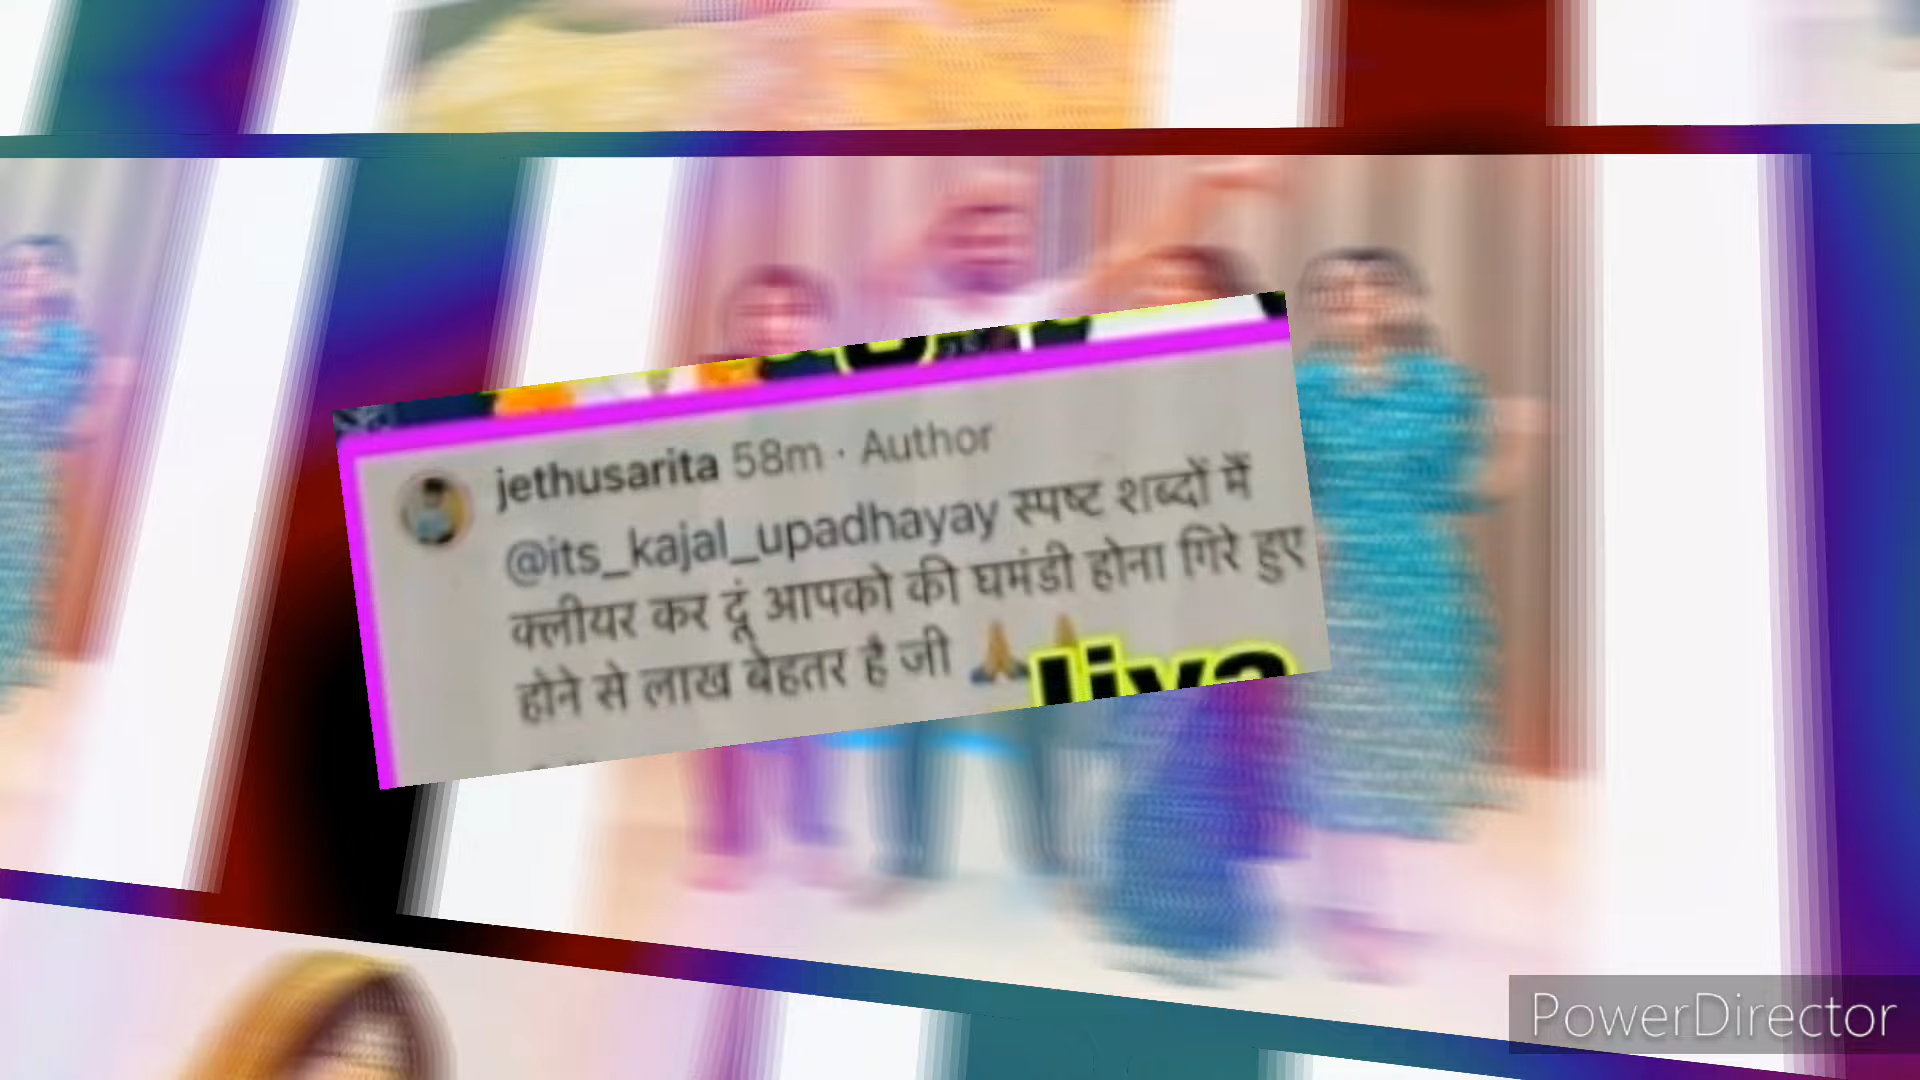 jethusarita 58m · Author
@its_kajal_upadhayay स्पष्ट शब्दों में
क्लीयर कर दूं आपको की घमंडी होना गिरे हुए
होने से लाख बेहतर है जी 🙏🙏
PowerDirector